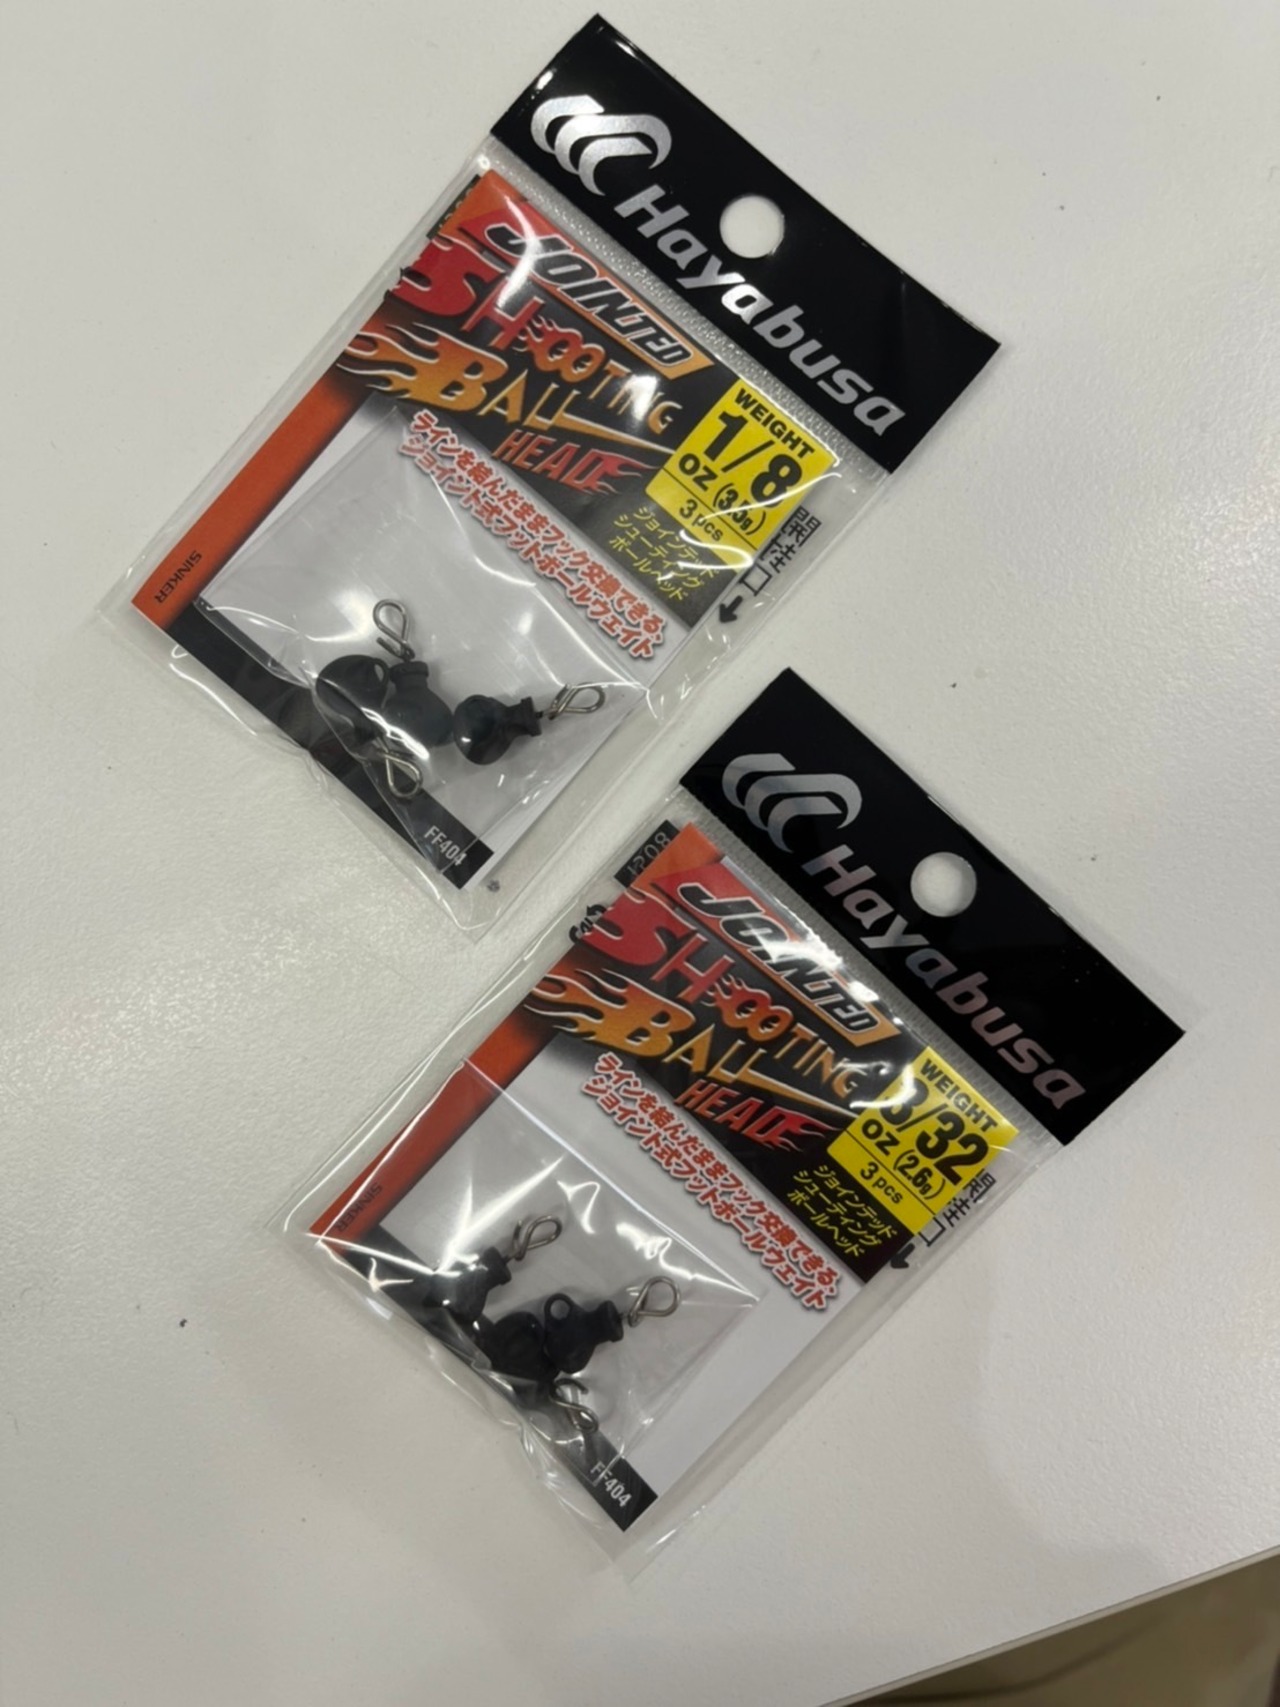 Hayabusa
JOINTED
SHOOTING
BALL
HEAD
WEIGHT
1/8
OZ (3.5g)
3pcs
ジョインテッド
シューティング
ボールヘッド
ラインを結んだままフック交換できる、
ジョイント式フットボールウェイト
開封口
SINKER
FF404
Hayabusa
JOINTED
SHOOTING
BALL
HEAD
WEIGHT
3/32
OZ (2.6g)
3pcs
ジョインテッド
シューティング
ボールヘッド
ラインを結んだままフック交換できる、
ジョイント式フットボールウェイト
開封口
SINKER
FF404